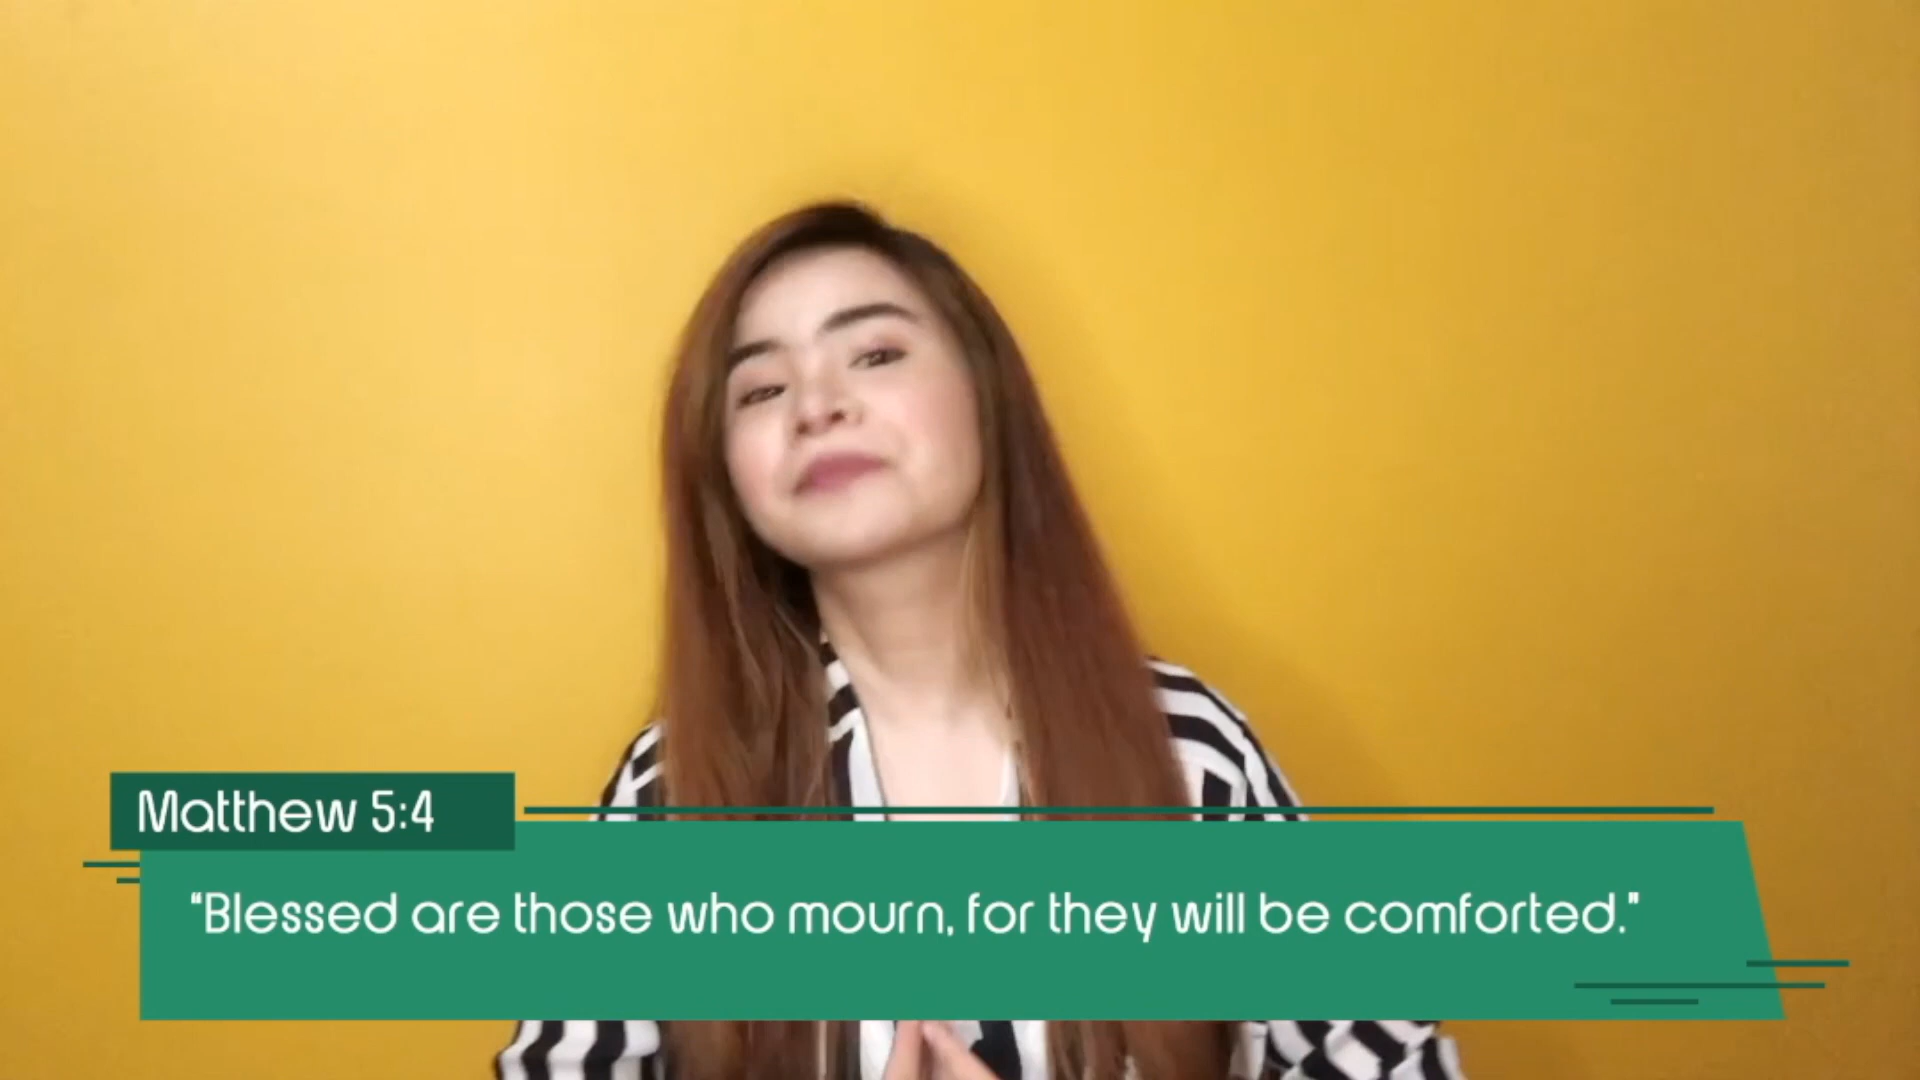 Matthew 5:4
“Blessed are those who mourn, for they will be comforted.”